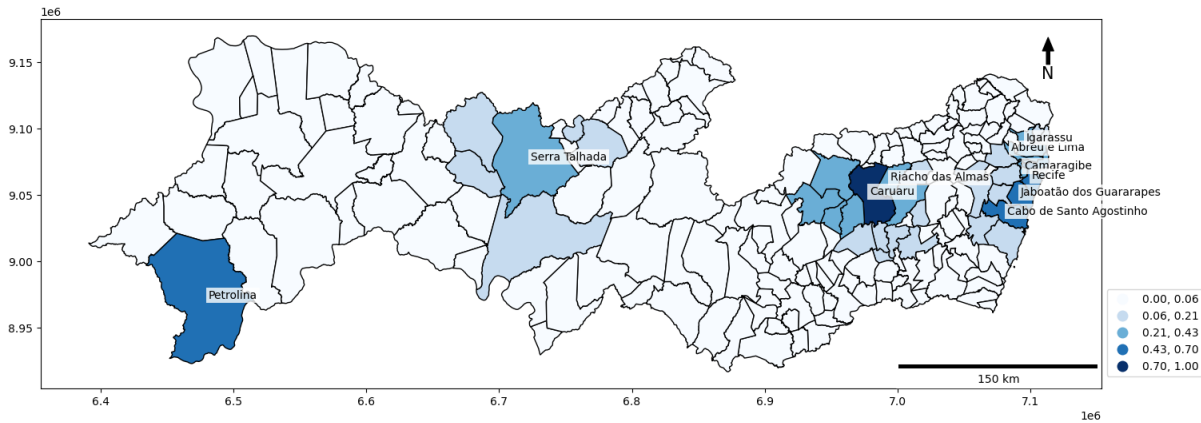 1e6
9.15
9.10
9.05
9.00
8.95
N
Igarassu
Abreu e Lima
Serra Talhada
Camaragibe
Recife
Riacho das Almas
Caruaru
Jaboatão dos Guararapes
Cabo de Santo Agostinho
Petrolina
0.00, 0.06
0.06, 0.21
0.21, 0.43
0.43, 0.70
0.70, 1.00
150 km
6.4 6.5 6.6 6.7 6.8 6.9 7.0 7.1
1e6